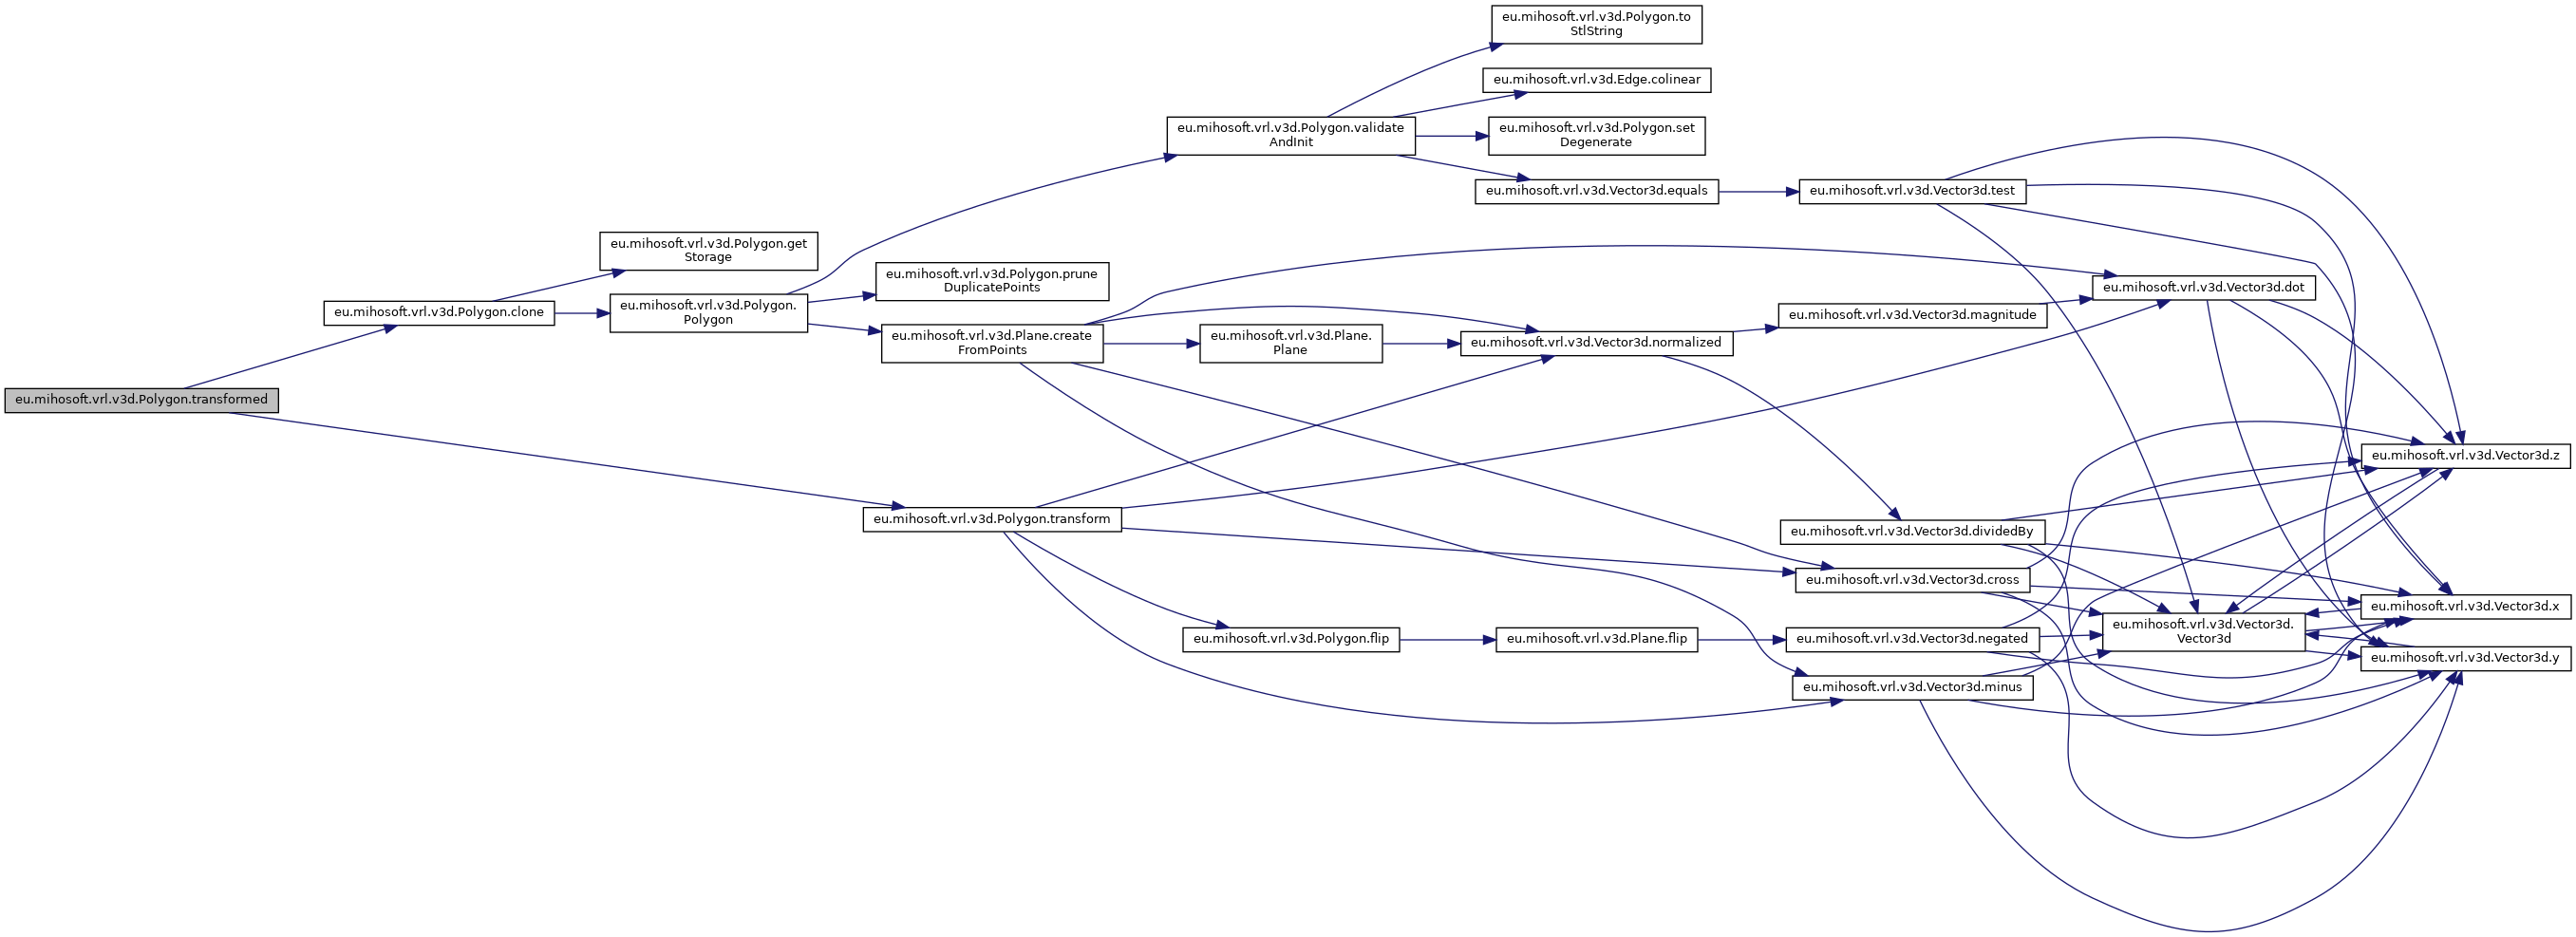 eu.mihosoft.vrl.v3d.Polygon.to
StlString
eu.mihosoft.vrl.v3d.Edge.colinear
eu.mihosoft.vrl.v3d.Polygon.validate
AndInit
eu.mihosoft.vrl.v3d.Polygon.set
Degenerate
eu.mihosoft.vrl.v3d.Vector3d.equals
eu.mihosoft.vrl.v3d.Vector3d.test
eu.mihosoft.vrl.v3d.Polygon.get
Storage
eu.mihosoft.vrl.v3d.Polygon.prune
DuplicatePoints
eu.mihosoft.vrl.v3d.Vector3d.dot
eu.mihosoft.vrl.v3d.Polygon.clone
eu.mihosoft.vrl.v3d.Polygon.
Polygon
eu.mihosoft.vrl.v3d.Vector3d.magnitude
eu.mihosoft.vrl.v3d.Plane.create
FromPoints
eu.mihosoft.vrl.v3d.Plane.
Plane
eu.mihosoft.vrl.v3d.Vector3d.normalized
eu.mihosoft.vrl.v3d.Polygon.transformed
eu.mihosoft.vrl.v3d.Vector3d.z
eu.mihosoft.vrl.v3d.Polygon.transform
eu.mihosoft.vrl.v3d.Vector3d.dividedBy
eu.mihosoft.vrl.v3d.Vector3d.cross
eu.mihosoft.vrl.v3d.Vector3d.x
eu.mihosoft.vrl.v3d.Polygon.flip
eu.mihosoft.vrl.v3d.Plane.flip
eu.mihosoft.vrl.v3d.Vector3d.negated
eu.mihosoft.vrl.v3d.Vector3d.
Vector3d
eu.mihosoft.vrl.v3d.Vector3d.y
eu.mihosoft.vrl.v3d.Vector3d.minus